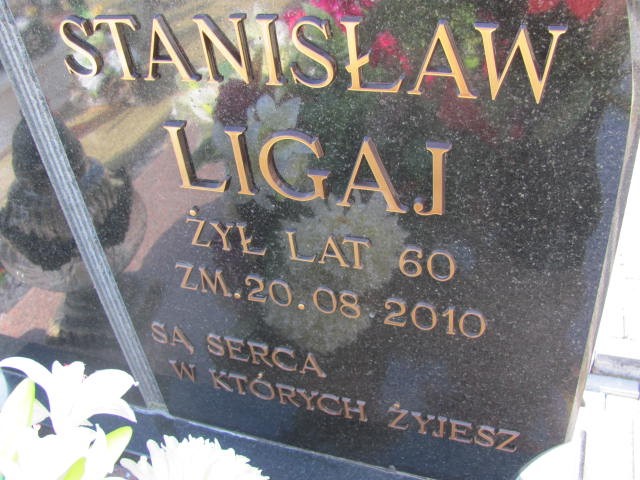 STANISŁAW
LIGAJ
ŻYŁ LAT 60
ZM. 20. 08 2010
SĄ SERCA
W KTÓRYCH ŻYJESZ